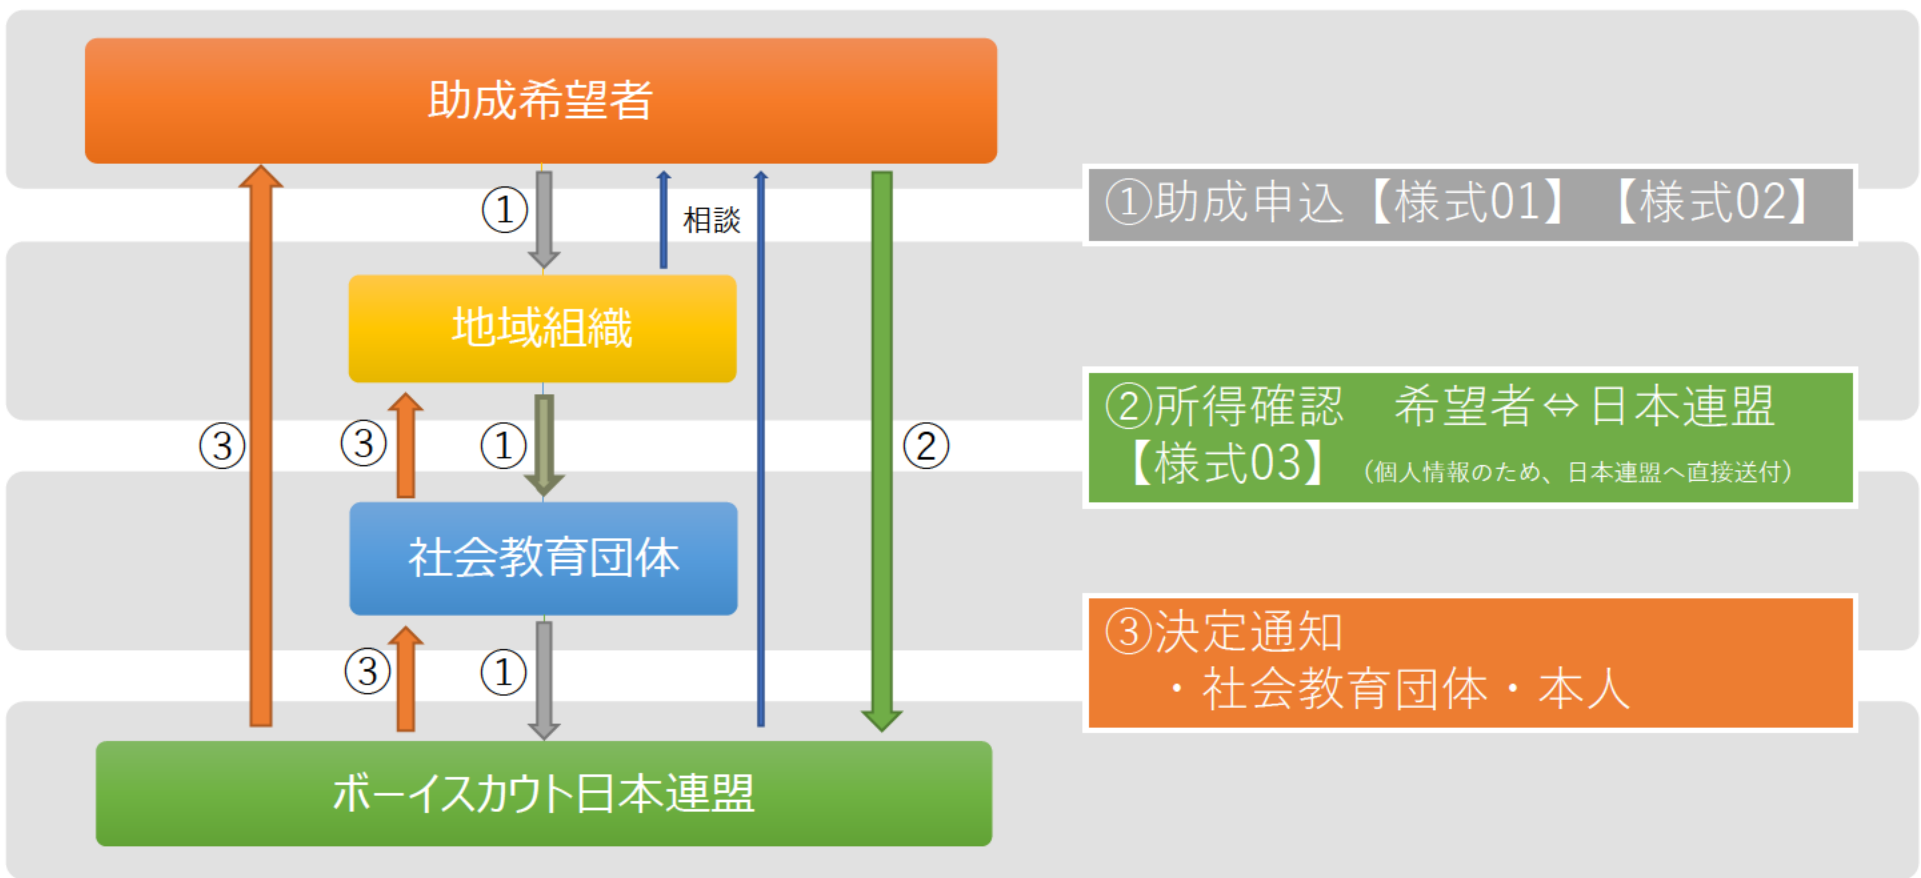 助成希望者
①
相談
①助成申込【様式01】【様式02】
地域組織
③
③
①
②
②所得確認　希望者⇔日本連盟
【様式03】（個人情報のため、日本連盟へ直接送付）
社会教育団体
③
①
③決定通知
・社会教育団体・本人
ボーイスカウト日本連盟